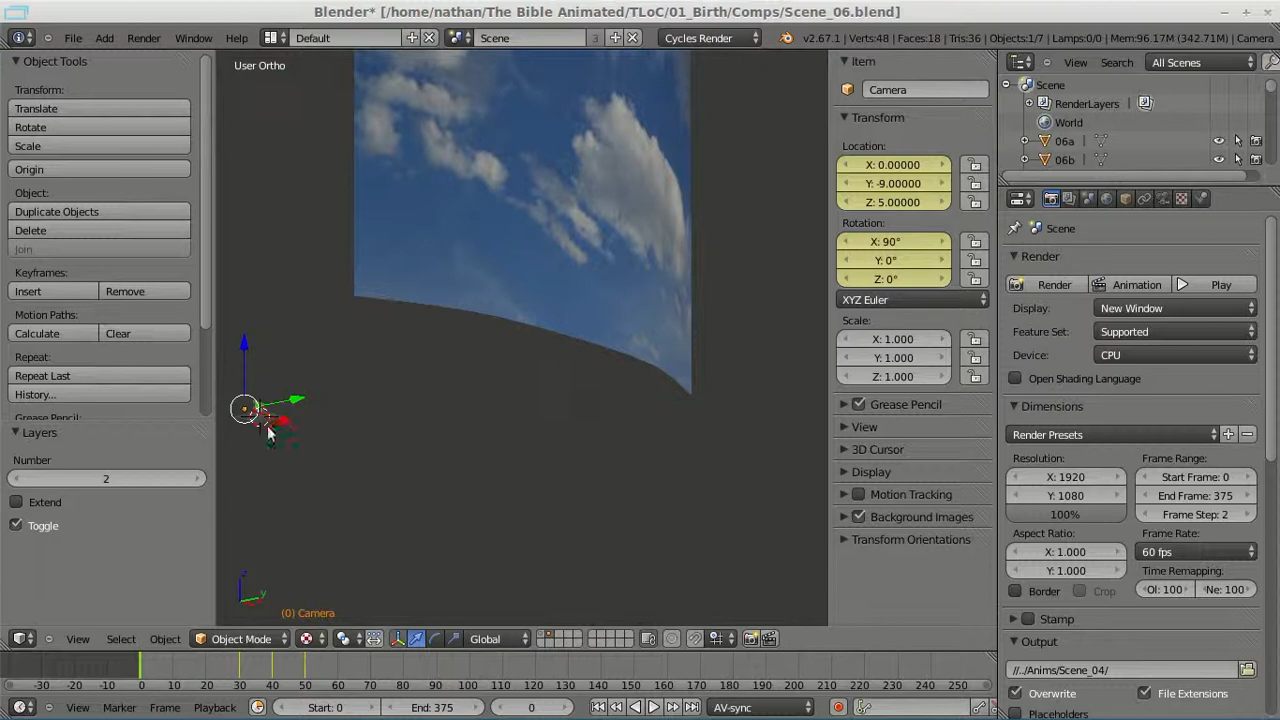 Blender* [/home/nathan/The Bible Animated/TLoC/01_Birth/Comps/Scene_06.blend]
File Add Render Window Help Default Scene 3 Cycles Render v2.67.1 | Verts:48 | Faces:18 | Tris:36 | Objects:1/7 | Lamps:0/0 | Mem:96.17M (342.71M) | Camera
Object Tools
Transform:
Translate
Rotate
Scale
Origin
Object:
Duplicate Objects
Delete
Join
Keyframes:
Insert Remove
Motion Paths:
Calculate Clear
Repeat:
Repeat Last
History...
Grease Pencil:
Layers
Number
2
Extend
Toggle
User Ortho
z
y
(0) Camera
Item
Camera
Transform
Location:
X: 0.00000
Y: -9.00000
Z: 5.00000
Rotation:
X: 90°
Y: 0°
Z: 0°
XYZ Euler
Scale:
X: 1.000
Y: 1.000
Z: 1.000
Grease Pencil
View
3D Cursor
Display
Motion Tracking
Background Images
Transform Orientations
View Search All Scenes
Scene
RenderLayers
World
06a
06b
Scene
Render
Render Animation Play
Display: New Window
Feature Set: Supported
Device: CPU
Open Shading Language
Dimensions
Render Presets
Resolution: Frame Range:
X: 1920 Start Frame: 0
Y: 1080 End Frame: 375
100% Frame Step: 2
Aspect Ratio: Frame Rate:
X: 1.000 60 fps
Y: 1.000 Time Remapping:
Border Crop Ol: 100 Ne: 100
Stamp
Output
//../Anims/Scene_04/
Overwrite File Extensions
Placeholders
View Select Object Object Mode Global
-30 -20 -10 0 10 20 30 40 50 60 70 80 90 100 110 120 130 140 150 160 170 180 190 200 210 220 230 240 250
View Marker Frame Playback Start: 0 End: 375 0 AV-sync